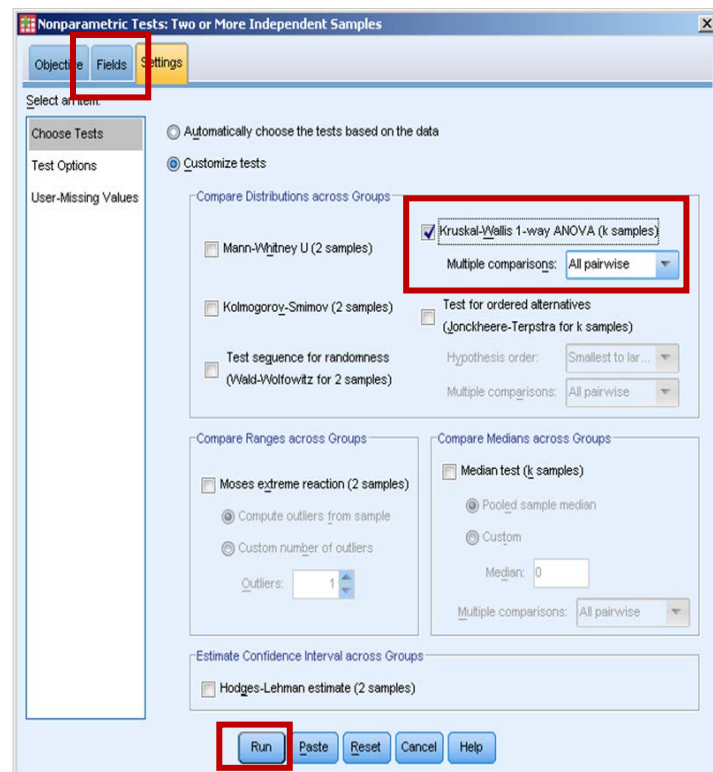 Nonparametric Tests: Two or More Independent Samples
Objective Fields Settings
Select an item:
Choose Tests
Test Options
User-Missing Values
Automatically choose the tests based on the data
Customize tests
Compare Distributions across Groups
Mann-Whitney U (2 samples)
Kolmogorov-Smirnov (2 samples)
Test sequence for randomness
(Wald-Wolfowitz for 2 samples)
Kruskal-Wallis 1-way ANOVA (k samples)
Multiple comparisons: All pairwise
Test for ordered alternatives
(Jonckheere-Terpstra for k samples)
Hypothesis order: Smallest to lar...
Multiple comparisons: All pairwise
Compare Ranges across Groups
Moses extreme reaction (2 samples)
Compute outliers from sample
Custom number of outliers
Outliers: 1
Compare Medians across Groups
Median test (k samples)
Pooled sample median
Custom
Median: 0
Multiple comparisons: All pairwise
Estimate Confidence Interval across Groups
Hodges-Lehman estimate (2 samples)
Run Paste Reset Cancel Help